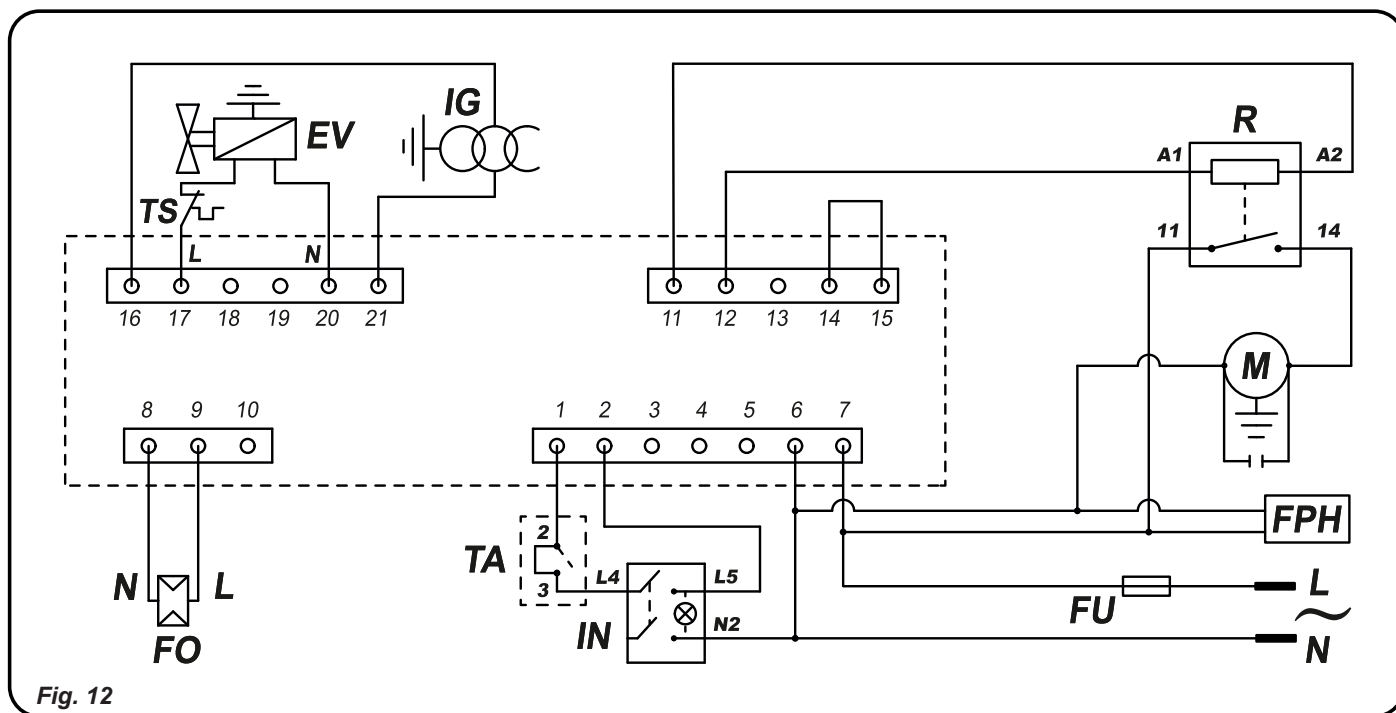 IG
R
EV
A1 A2
TS
11 14
L N
16 17 18 19 20 21
11 12 13 14 15
M
8 9 10
1 2 3 4 5 6 7
FPH
2
TA
L4 L5
3
N L
FU L
~
IN
N2
N
FO
Fig. 12